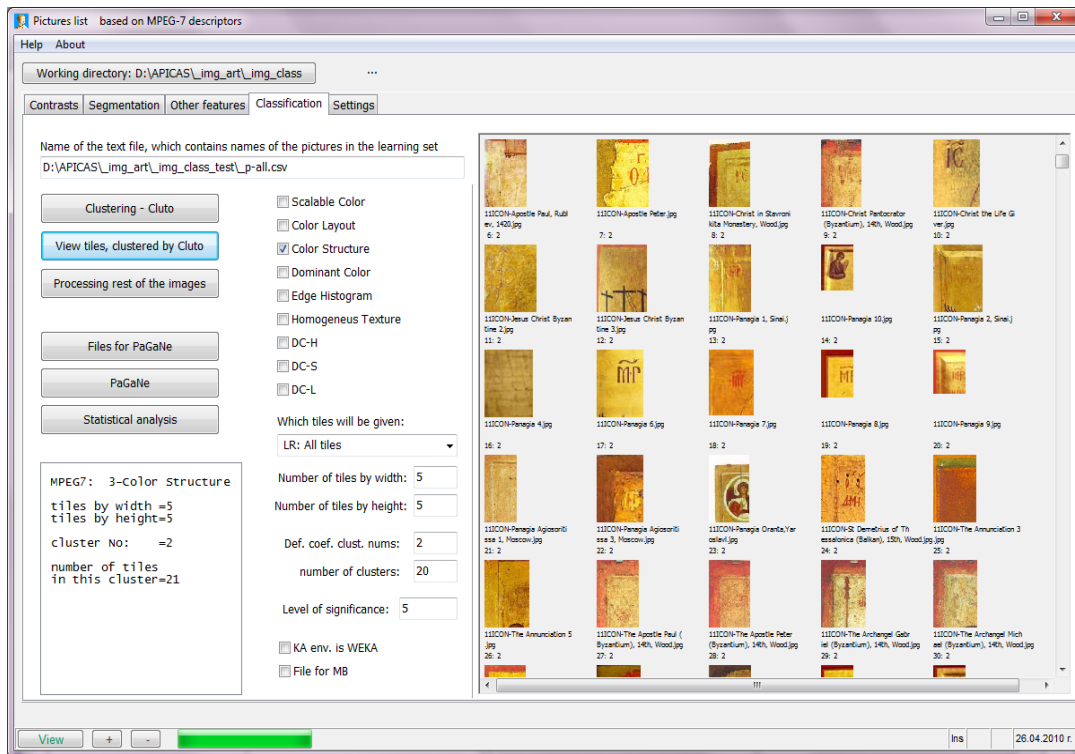 Pictures list based on MPEG-7 descriptors
Help About
Working directory: D:\APICAS\_img_art\_img_class
...
Contrasts Segmentation Other features Classification Settings
Name of the text file, which contains names of the pictures in the learning set
D:\APICAS\_img_art\_img_class_test\_p-all.csv
Clustering - Cluto
View tiles, clustered by Cluto
Processing rest of the images
Files for PaGaNe
PaGaNe
Statistical analysis
MPEG7: 3-Color Structure
tiles by width =5
tiles by height=5
cluster No: =2
number of tiles
in this cluster=21
Scalable Color
Color Layout
Color Structure
Dominant Color
Edge Histogram
Homogeneus Texture
DC-H
DC-S
DC-L
Which tiles will be given:
LR: All tiles
Number of tiles by width: 5
Number of tiles by height: 5
Def. coef. clust. nums: 2
number of clusters: 20
Level of significance: 5
KA env. is WEKA
File for MB
11ICON-Apostle Paul, Rubl 11ICON-Apostle Peter.jpg 11ICON-Christ in Stavroni 11ICON-Christ Pantocrator 11ICON-Christ the Life Gi
ev, 1420.jpg kita Monastery, Wood.jpg (Byzantium), 14th, Wood.jpg ver.jpg
6: 2 7: 2 8: 2 9: 2 10: 2
11ICON-Jesus Christ Byzan 11ICON-Jesus Christ Byzan 11ICON-Panagia 1, Sinai.j 11ICON-Panagia 10.jpg 11ICON-Panagia 2, Sinai.j
tine 2.jpg tine 3.jpg pg pg
11: 2 12: 2 13: 2 14: 2 15: 2
11ICON-Panagia 4.jpg 11ICON-Panagia 6.jpg 11ICON-Panagia 7.jpg 11ICON-Panagia 8.jpg 11ICON-Panagia 9.jpg
16: 2 17: 2 18: 2 19: 2 20: 2
11ICON-Panagia Agiosoriti 11ICON-Panagia Agiosoriti 11ICON-Panagia Oranta,Yar 11ICON-St Demetrius of Th 11ICON-The Annunciation 3
ssa 1, Moscow.jpg ssa 3, Moscow.jpg oslavl.jpg essalonica (Balkan), 15th, Wood.jpg .jpg
21: 2 22: 2 23: 2 24: 2 25: 2
11ICON-The Annunciation 5 11ICON-The Apostle Paul ( 11ICON-The Apostle Peter 11ICON-The Archangel Gabr 11ICON-The Archangel Mich
.jpg Byzantium), 14th, Wood.jpg (Byzantium), 14th, Wood.jpg iel (Byzantium), 14th, Wood.jpg ael (Byzantium), 14th, Wood.jpg
26: 2 27: 2 28: 2 29: 2 30: 2
View + - Ins 26.04.2010 г.